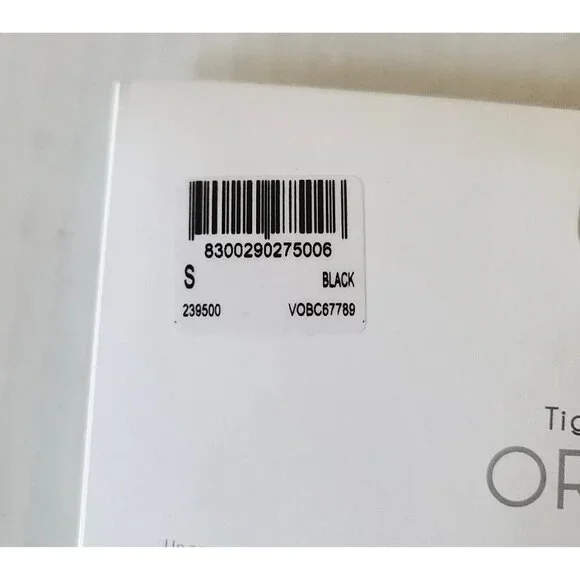 8300290275006
S BLACK
239500 VOBC67789
Tig
OR